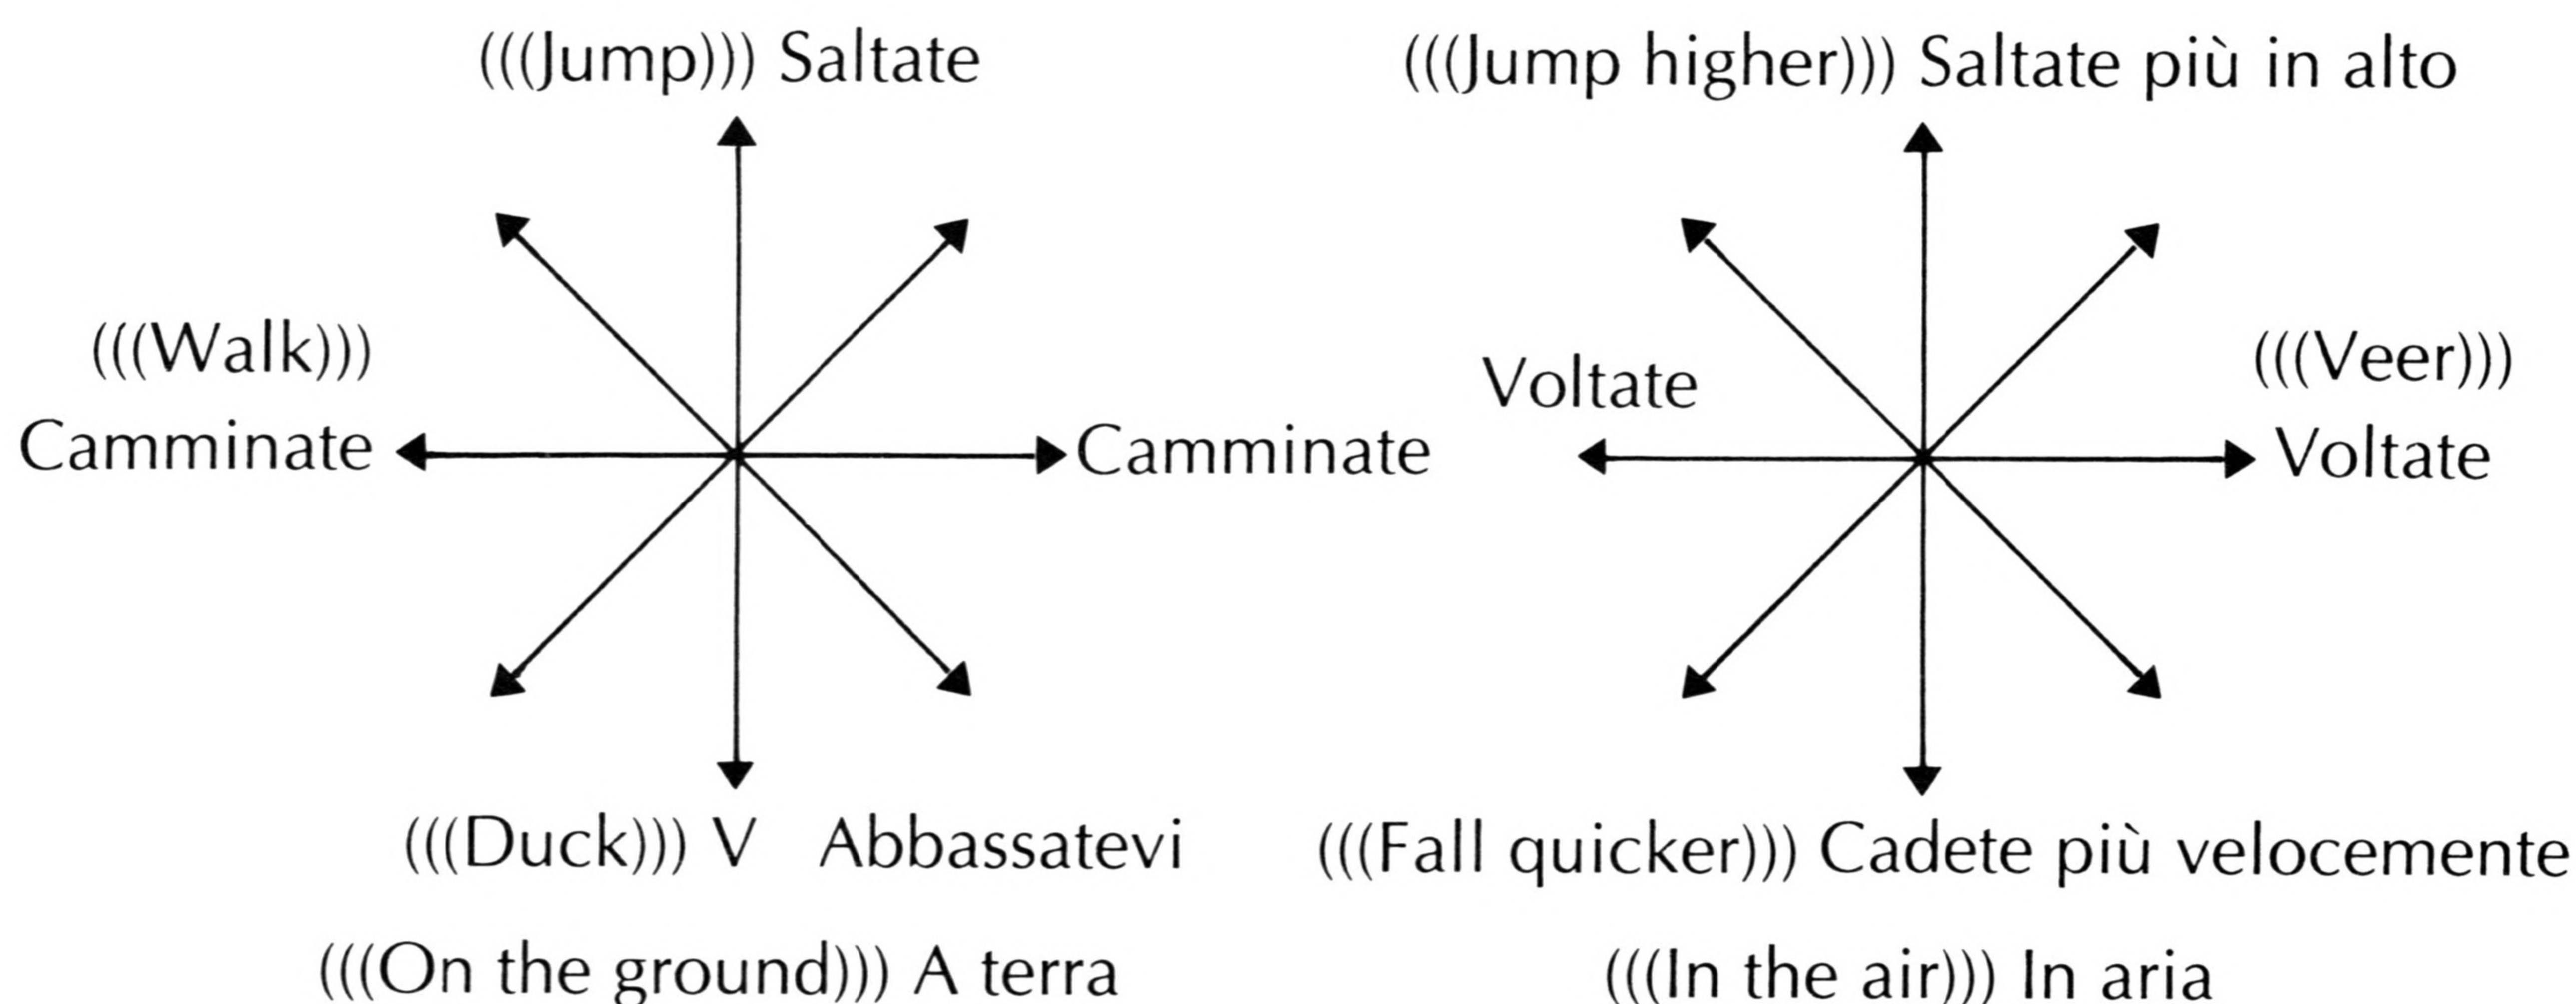 (((Jump))) Saltate
(((Walk)))
Camminate
Camminate
(((Duck))) V Abbassatevi
(((On the ground))) A terra
(((Jump higher))) Saltate più in alto
Voltate
(((Veer)))
Voltate
(((Fall quicker))) Cadete più velocemente
(((In the air))) In aria